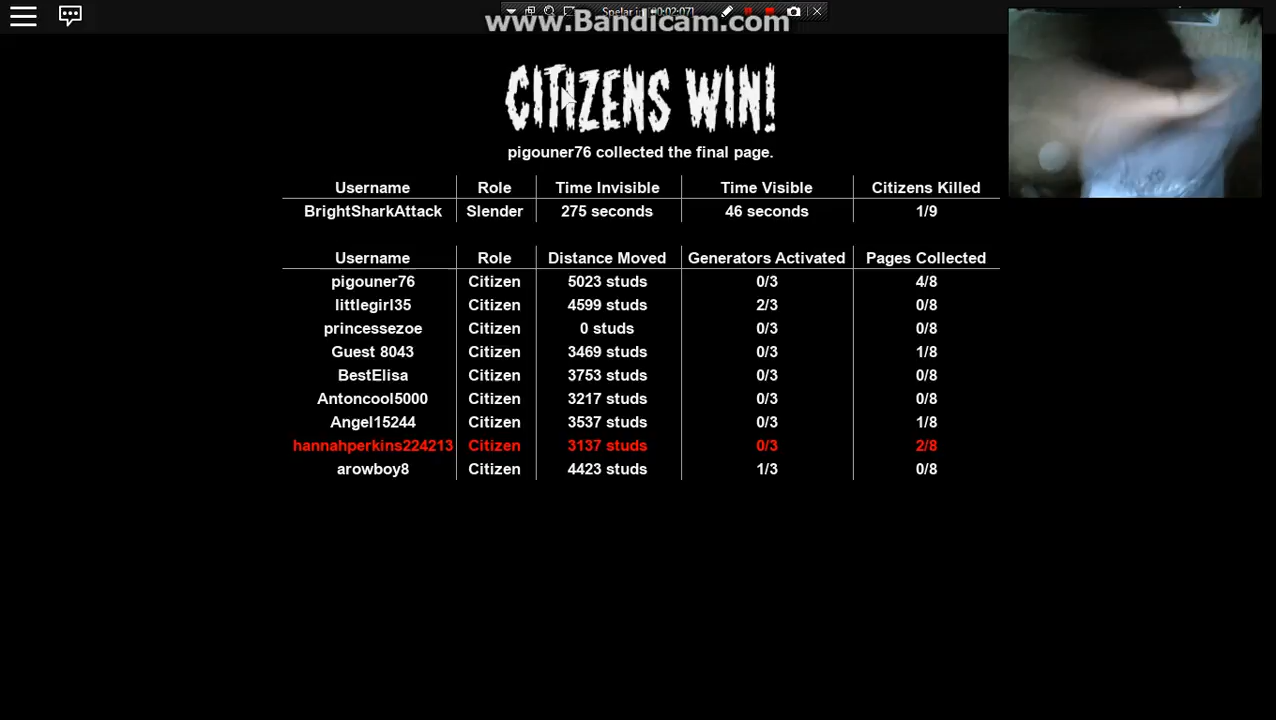 www.Bandicam.com
CITIZENS WIN!
pigouner76 collected the final page.
Username Role Time Invisible Time Visible Citizens Killed
BrightSharkAttack Slender 275 seconds 46 seconds 1/9
Username Role Distance Moved Generators Activated Pages Collected
pigouner76 Citizen 5023 studs 0/3 4/8
littlegirl35 Citizen 4599 studs 2/3 0/8
princessezoe Citizen 0 studs 0/3 0/8
Guest 8043 Citizen 3469 studs 0/3 1/8
BestElisa Citizen 3753 studs 0/3 0/8
Antoncool5000 Citizen 3217 studs 0/3 0/8
Angel15244 Citizen 3537 studs 0/3 1/8
hannahperkins224213 Citizen 3137 studs 0/3 2/8
arowboy8 Citizen 4423 studs 1/3 0/8